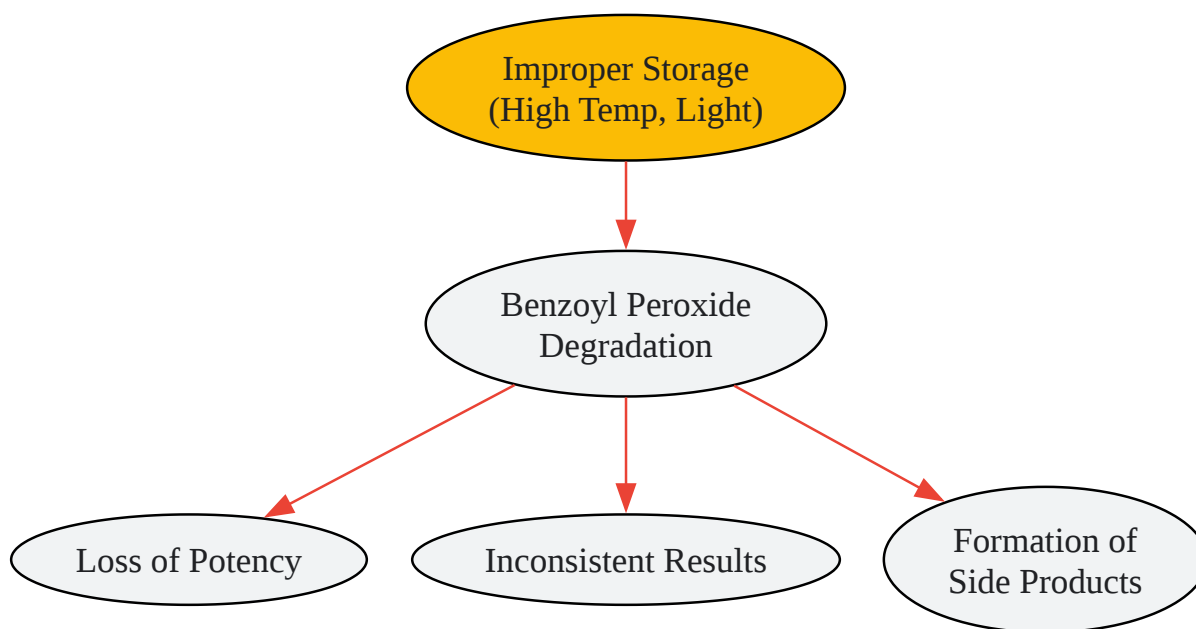 Improper Storage
(High Temp, Light)
Benzoyl Peroxide
Degradation
Loss of Potency
Inconsistent Results
Formation of
Side Products